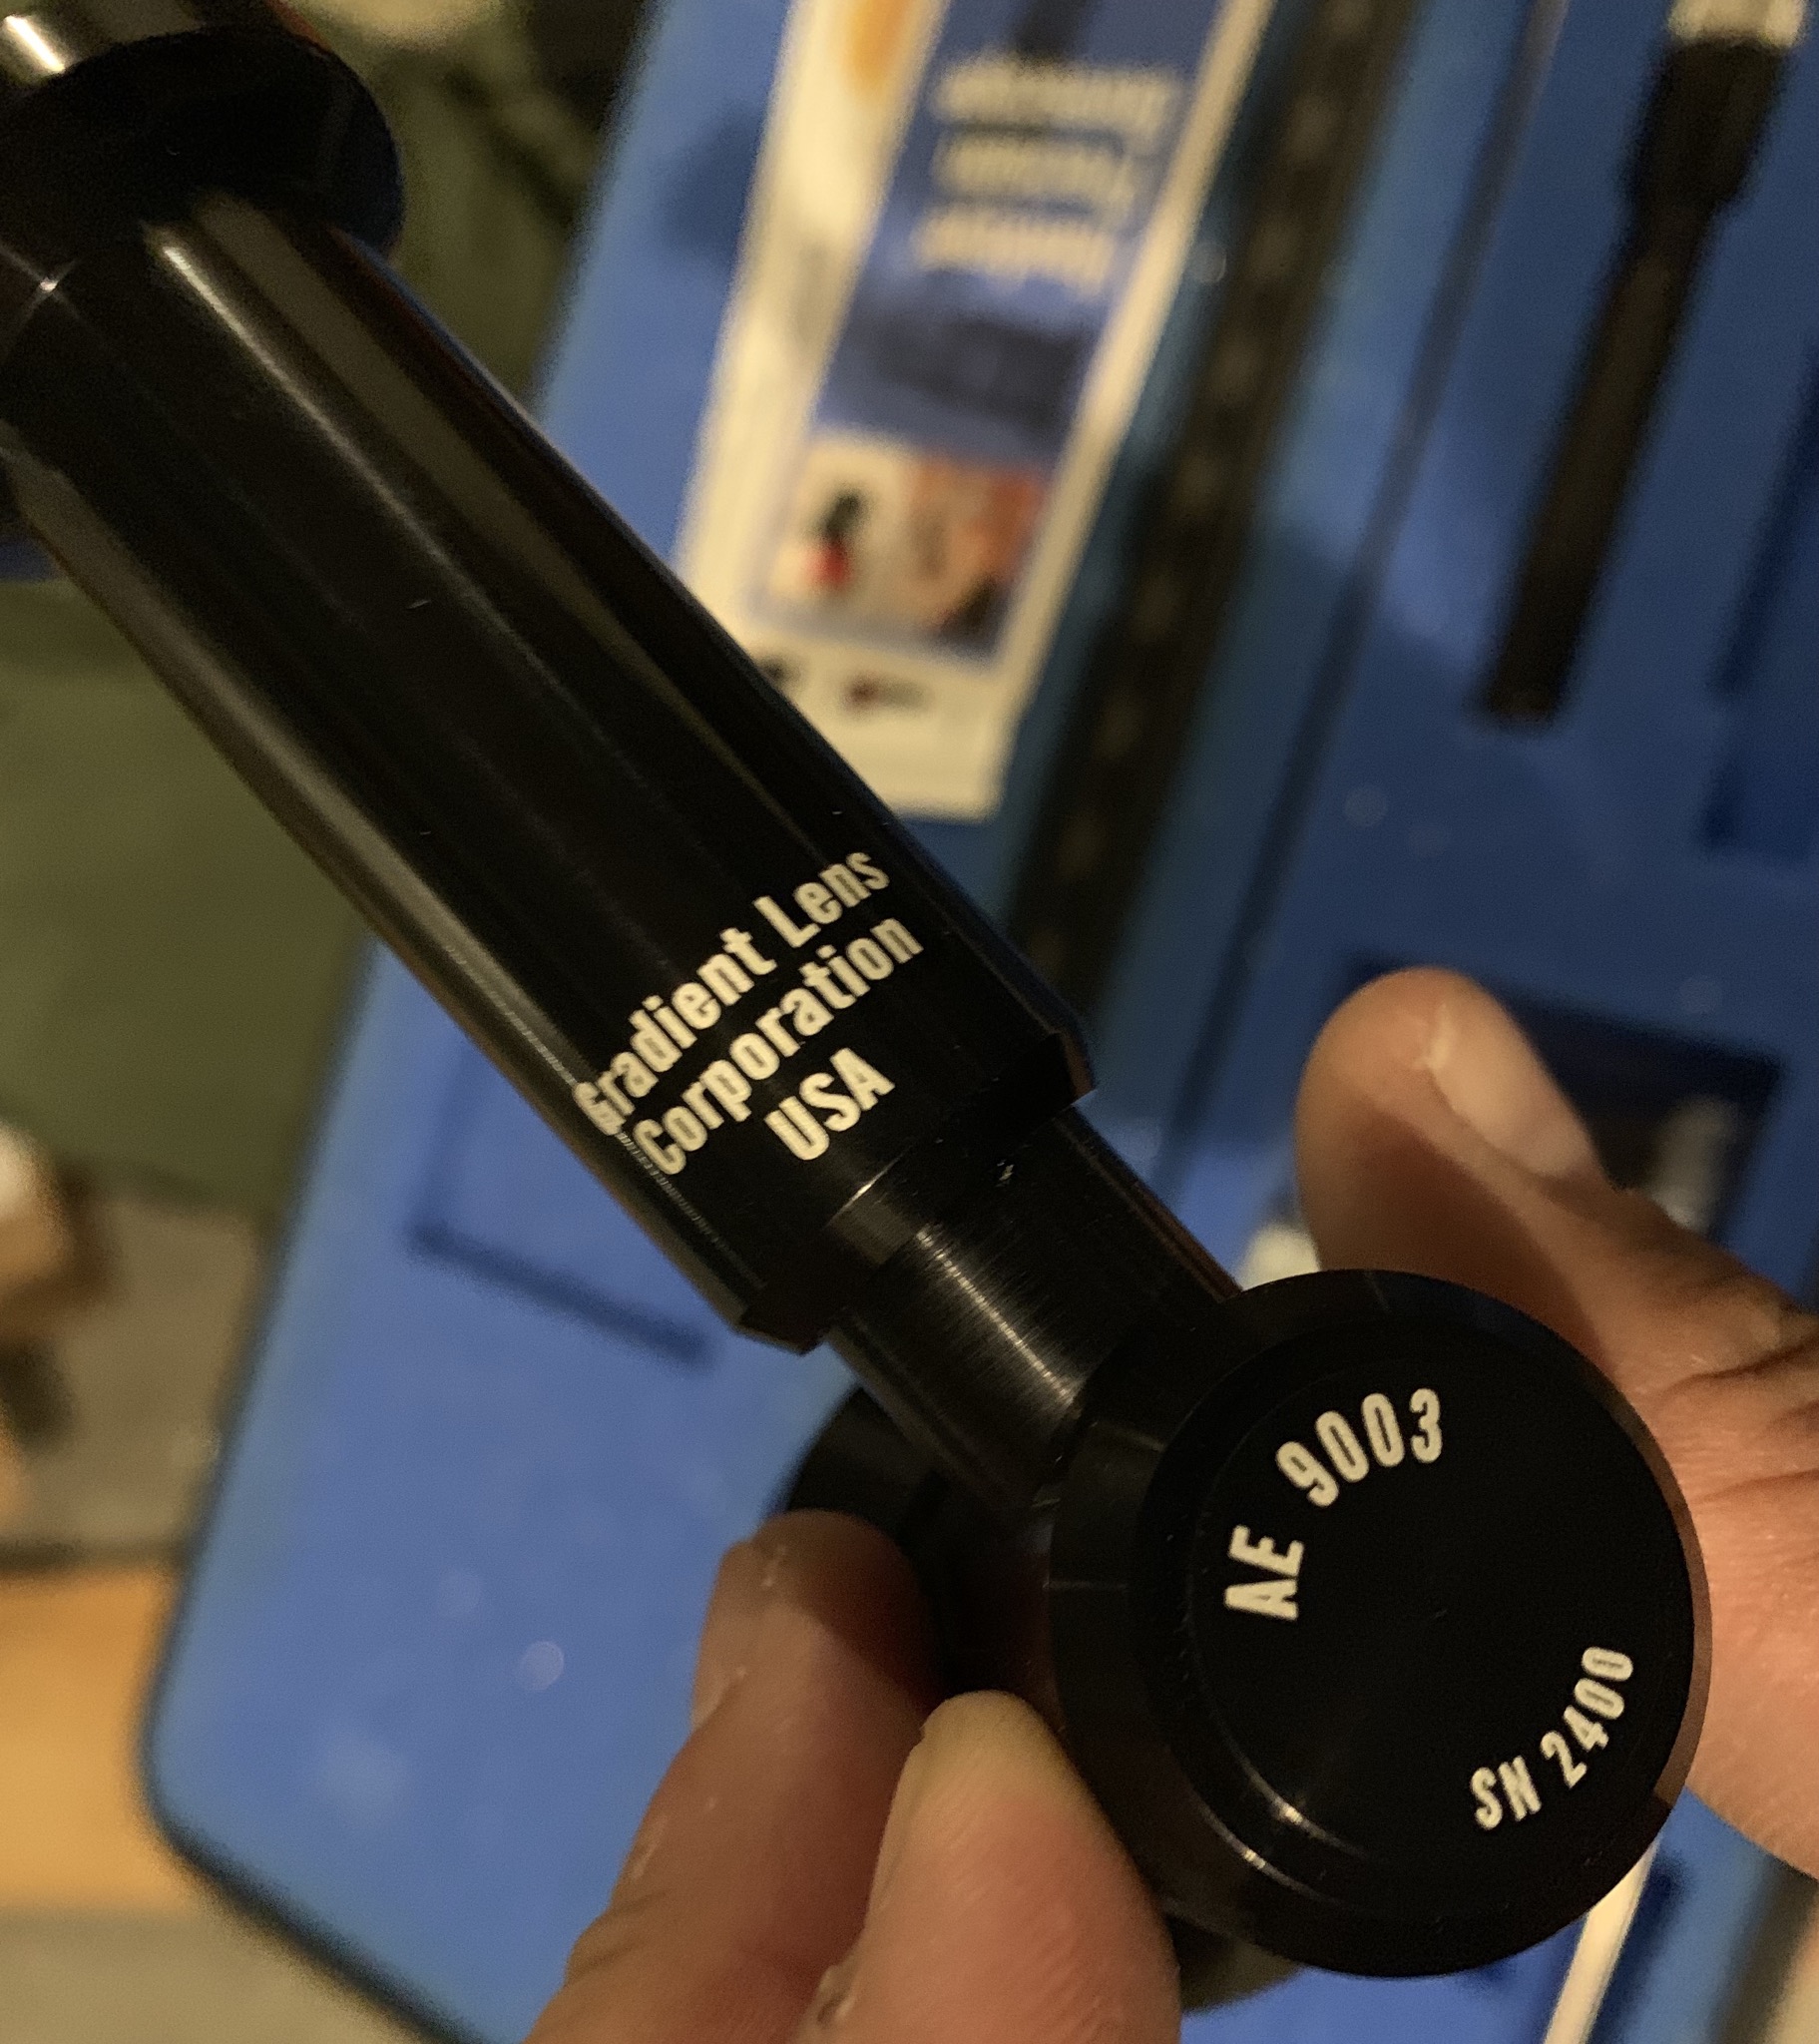 Gradient Lens
Corporation
USA
AE 9003
SN 2400